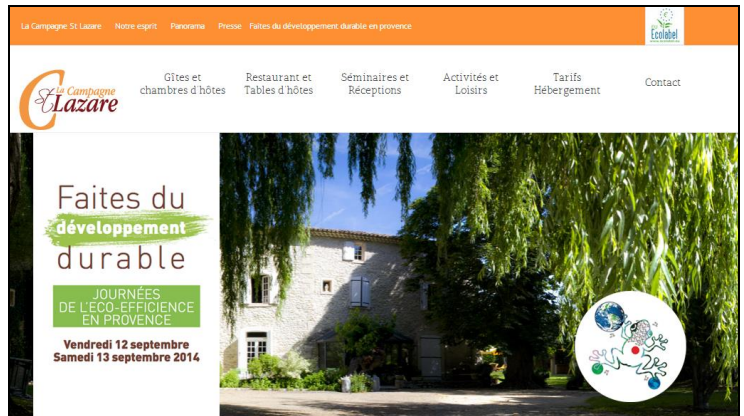 La Campagne St Lazare Notre esprit Panorama Presse Faites du développement durable en provence
Ecolabel
La Campagne
St Lazare
Gîtes et
chambres d'hôtes
Restaurant et
Tables d'hôtes
Séminaires et
Réceptions
Activités et
Loisirs
Tarifs
Hébergement
Contact
Faites du
développement
durable
JOURNÉES
DE L'ECO-EFFICIENCE
EN PROVENCE
Vendredi 12 septembre
Samedi 13 septembre 2014